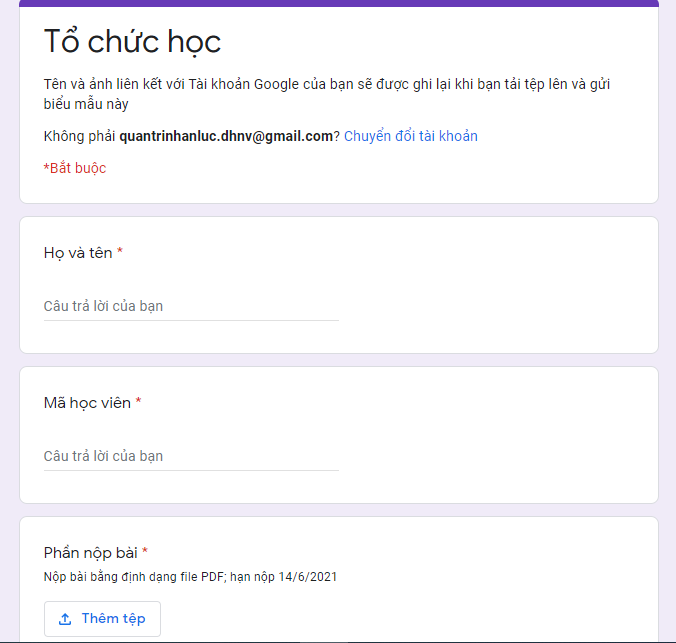 Tổ chức học
Tên và ảnh liên kết với Tài khoản Google của bạn sẽ được ghi lại khi bạn tải tệp lên và gửi
biểu mẫu này
Không phải quantrinhanluc.dhnv@gmail.com? Chuyển đổi tài khoản
*Bắt buộc
Họ và tên *
Câu trả lời của bạn
Mã học viên *
Câu trả lời của bạn
Phần nộp bài *
Nộp bài bằng định dạng file PDF; hạn nộp 14/6/2021
Thêm tệp